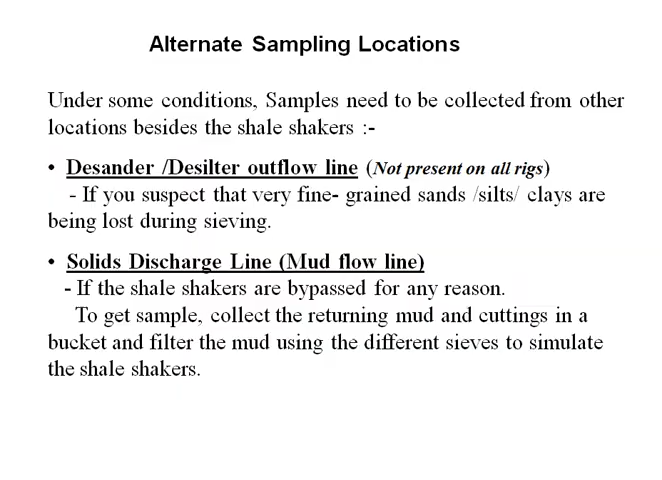 Alternate Sampling Locations
Under some conditions, Samples need to be collected from other
locations besides the shale shakers :-
• Desander /Desilter outflow line (Not present on all rigs)
- If you suspect that very fine- grained sands /silts/ clays are
being lost during sieving.
• Solids Discharge Line (Mud flow line)
- If the shale shakers are bypassed for any reason.
To get sample, collect the returning mud and cuttings in a
bucket and filter the mud using the different sieves to simulate
the shale shakers.